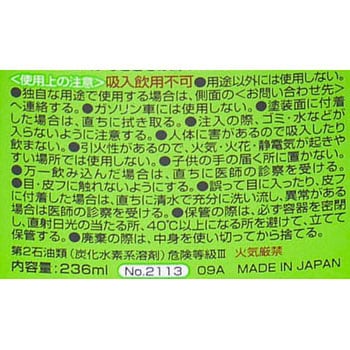 <使用上の注意>吸入飲用不可●用途以外には使用しない。
●独自な用途で使用する場合は、側面の<お問い合わせ先>
へ連絡する。●ガソリン車には使用しない。●塗装面に付着
した場合は、直ちに拭き取る。●注入の際、ゴミ・水などが
入らないように注意する。●人体に害があるので吸入したり
飲まない。●引火性があるので、火気・火花・静電気が起きや
すい場所では使用しない。●子供の手の届く所に置かない。
●万一飲み込んだ場合は、直ちに医師の診察を受ける。
●目・皮フに触れないようにする。●誤って目に入ったり、皮フ
に付着した場合は、直ちに清水で充分に洗い流し、異常がある
場合は医師の診察を受ける。●保管の際は、必ず容器を密閉
し、直射日光の当たる所、40℃以上になる所を避けて、立てて
保管する。●廃棄の際は、中身を使い切ってから捨てる。
第2石油類(炭化水素系溶剤)危険等級Ⅲ 火気厳禁
内容量:236ml No.2113 09A MADE IN JAPAN